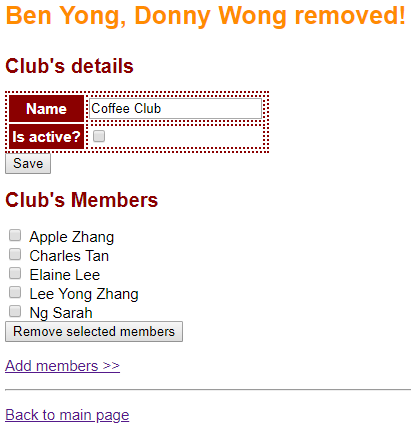 Ben Yong, Donny Wong removed!
Club's details
Name Coffee Club
Is active?
Save
Club's Members
Apple Zhang
Charles Tan
Elaine Lee
Lee Yong Zhang
Ng Sarah
Remove selected members
Add members >>
Back to main page